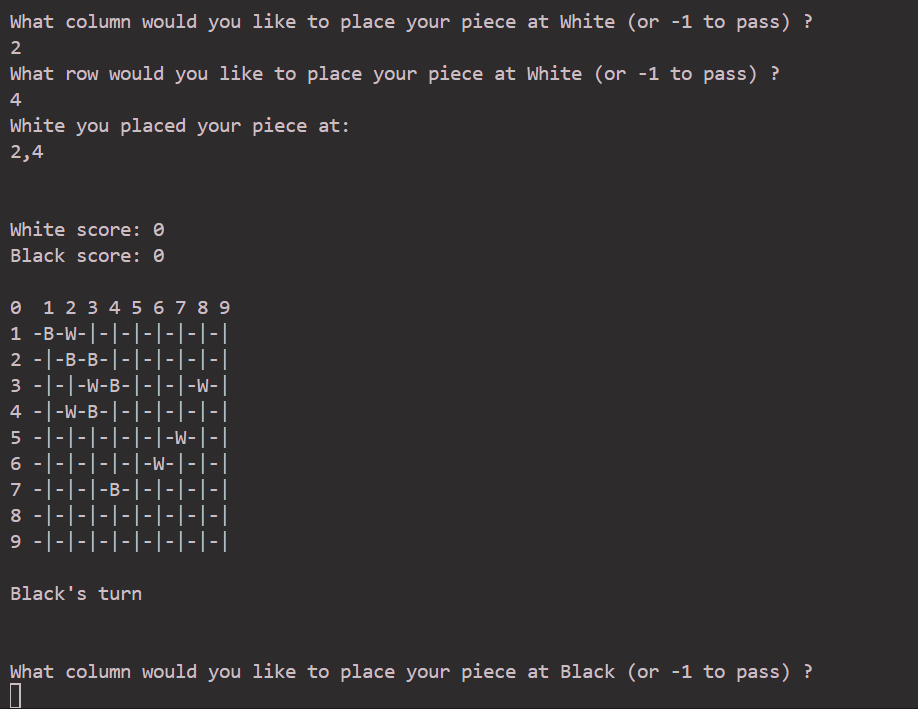 What column would you like to place your piece at White (or -1 to pass) ?
2
What row would you like to place your piece at White (or -1 to pass) ?
4
White you placed your piece at:
2,4
White score: 0
Black score: 0
0  1 2 3 4 5 6 7 8 9
1 -B-W-|-|-|-|-|-|-|
2 -|-B-B-|-|-|-|-|-|
3 -|-|-W-B-|-|-|-W-|
4 -|-W-B-|-|-|-|-|-|
5 -|-|-|-|-|-|-W-|-|
6 -|-|-|-|-|-W-|-|-|
7 -|-|-|-B-|-|-|-|-|
8 -|-|-|-|-|-|-|-|-|
9 -|-|-|-|-|-|-|-|-|
Black's turn
What column would you like to place your piece at Black (or -1 to pass) ?